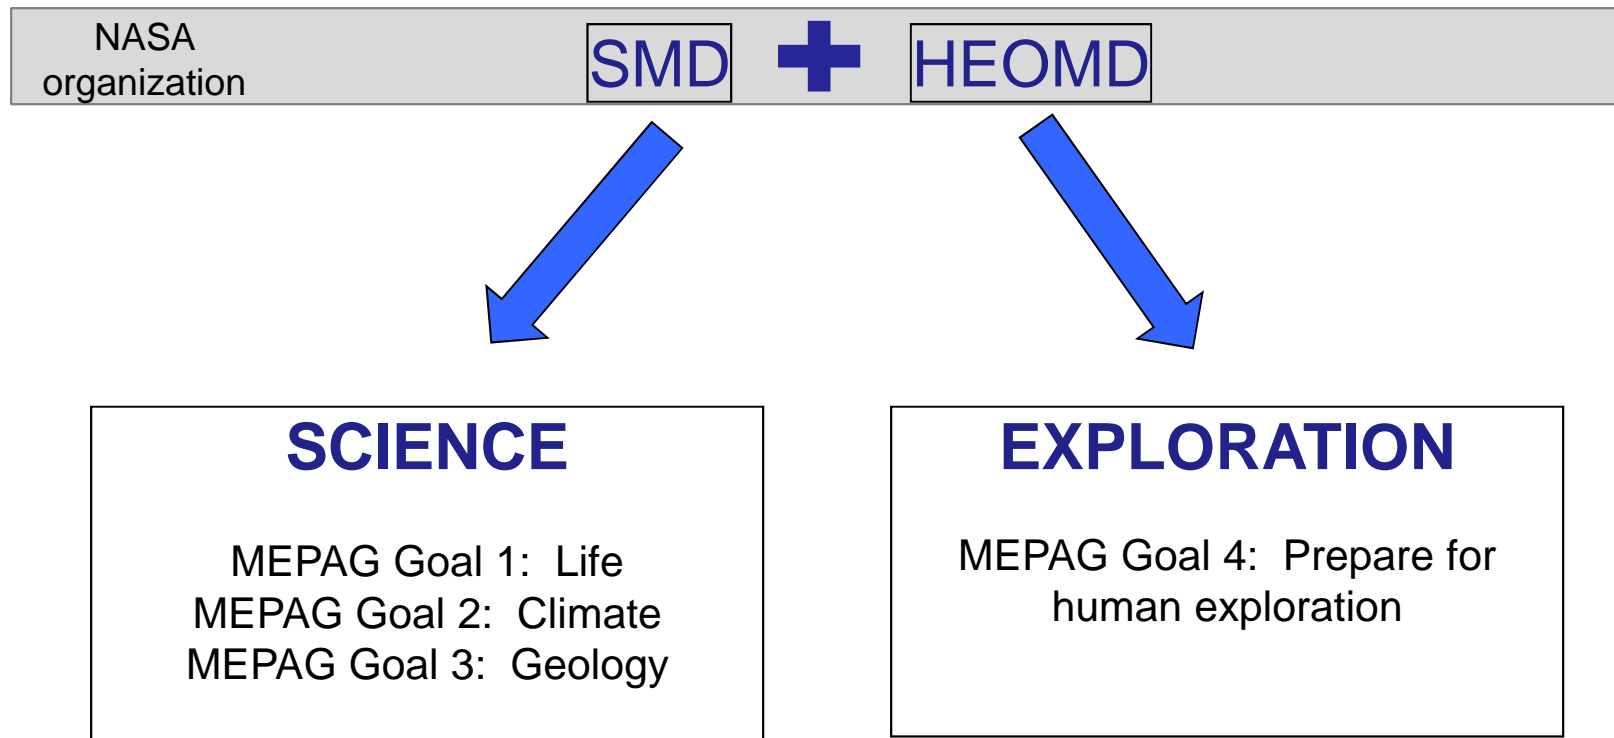 NASA
organization
SMD
HEOMD
SCIENCE
MEPAG Goal 1: Life
MEPAG Goal 2: Climate
MEPAG Goal 3: Geology
EXPLORATION
MEPAG Goal 4: Prepare for
human exploration